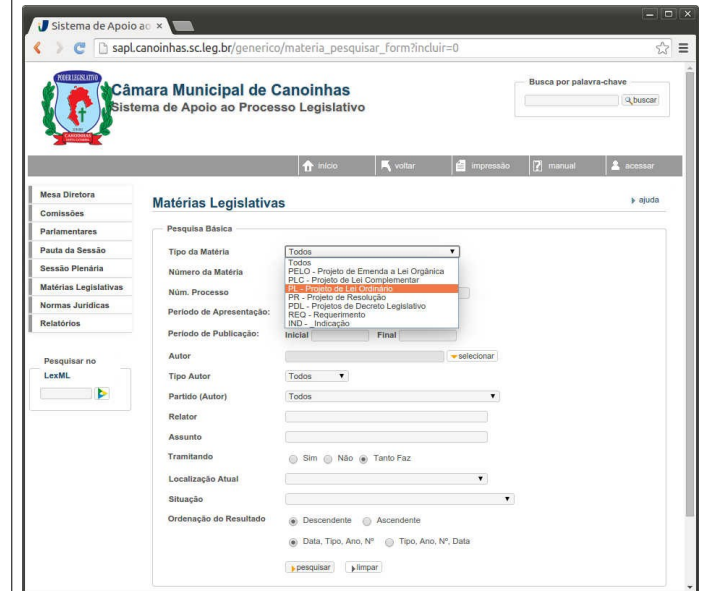 Sistema de Apoio ao
sapl.canoinhas.sc.leg.br/generico/materia_pesquisar_form?incluir=0
PODER LEGISLATIVO
CANOINHAS
Câmara Municipal de Canoinhas
Sistema de Apoio ao Processo Legislativo
Busca por palavra-chave
buscar
início voltar impressão manual acessar
Mesa Diretora
Comissões
Parlamentares
Pauta da Sessão
Sessão Plenária
Matérias Legislativas
Normas Jurídicas
Relatórios
Pesquisar no
LexML
Matérias Legislativas
ajuda
Pesquisa Básica
Tipo da Matéria Todos
Todos
PELO - Projeto de Emenda a Lei Orgânica
Número da Matéria
PLC - Projeto de Lei Complementar
PL - Projeto de Lei Ordinário
Núm. Processo
PR - Projeto de Resolução
PDL - Projetos de Decreto Legislativo
Período de Apresentação:
REQ - Requerimento
IND - _Indicação
Período de Publicação: Inicial Final
Autor selecionar
Tipo Autor Todos
Partido (Autor) Todos
Relator
Assunto
Tramitando Sim Não Tanto Faz
Localização Atual
Situação
Ordenação do Resultado Descendente Ascendente
Data, Tipo, Ano, Nº Tipo, Ano, Nº, Data
pesquisar limpar